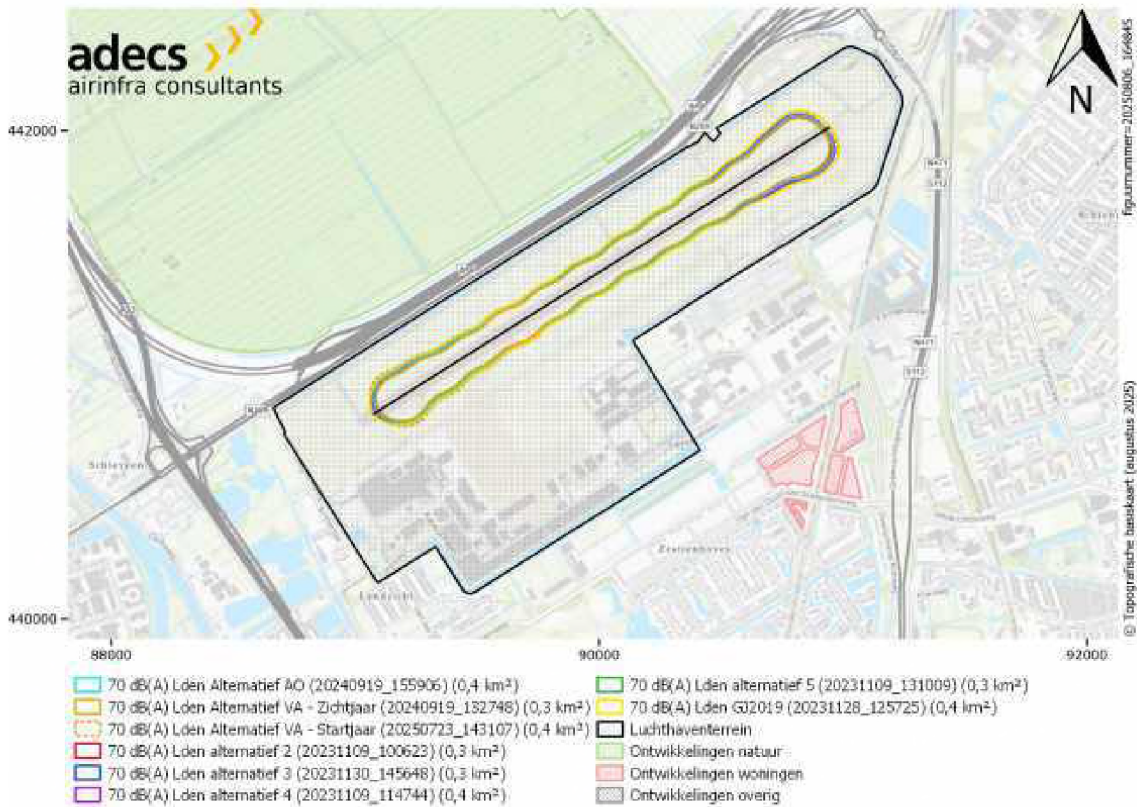 adecs
airinfra consultants
N
figuurnummer=20250806_164845
442000
440000
88000
90000
92000
N471
S112
N471
S112
N209
Schieveen
Zestienhoven
© Topografische basiskaart (augustus 2025)
70 dB(A) Lden Alternatief AO (20240919_155906) (0,4 km²)
70 dB(A) Lden Alternatief VA - Zichtjaar (20240919_182748) (0,3 km²)
70 dB(A) Lden Alternatief VA - Startjaar (20250723_143107) (0,4 km²)
70 dB(A) Lden alternatief 2 (20231109_100623) (0,3 km²)
70 dB(A) Lden alternatief 3 (20231130_145648) (0,3 km²)
70 dB(A) Lden alternatief 4 (20231109_114744) (0,4 km²)
70 dB(A) Lden alternatief 5 (20231109_131009) (0,3 km²)
70 dB(A) Lden GJ2019 (20231128_125725) (0,4 km²)
Luchthaventerrein
Ontwikkelingen natuur
Ontwikkelingen woningen
Ontwikkelingen overig